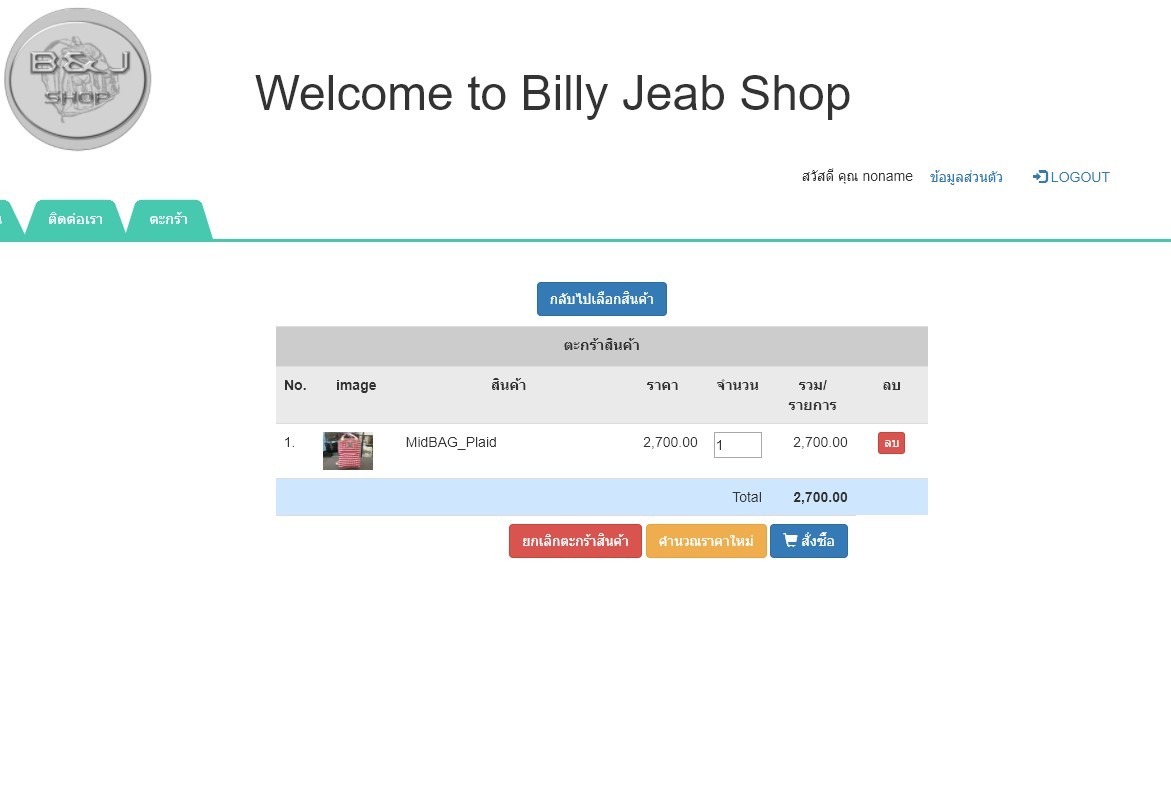 B&J
SHOP
Welcome to Billy Jeab Shop
สวัสดี คุณ noname ข้อมูลส่วนตัว LOGOUT
ติดต่อเรา ตะกร้า
กลับไปเลือกสินค้า
ตะกร้าสินค้า
No. image สินค้า ราคา จำนวน รวม/ ลบ
รายการ
1. MidBAG_Plaid 2,700.00 1 2,700.00 ลบ
Total 2,700.00
ยกเลิกตะกร้าสินค้า คำนวณราคาใหม่ สั่งซื้อ